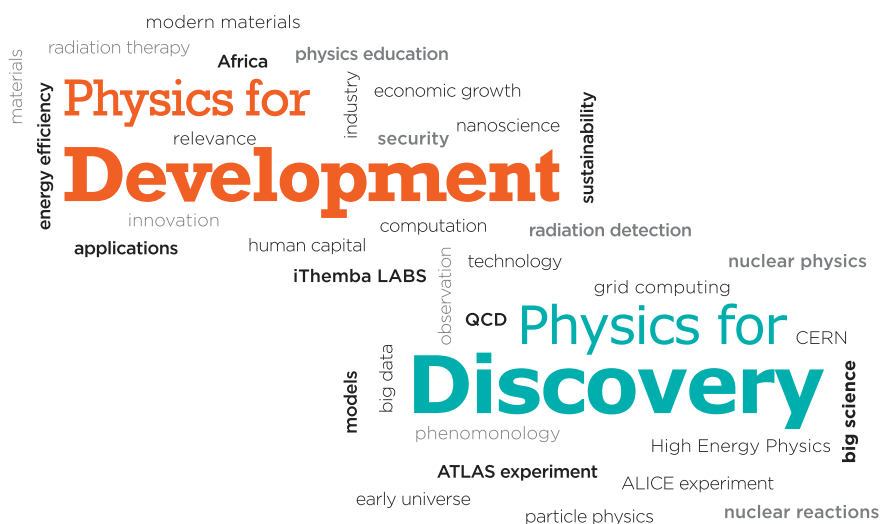 modern materials
radiation therapy
Africa
physics education
materials
energy efficiency
Physics for
industry
economic growth
sustainability
relevance
security
nanoscience
Development
innovation
computation
applications
human capital
radiation detection
iThemba LABS
observation
technology
nuclear physics
grid computing
QCD
Physics for
CERN
models
big data
Discovery
big science
phenomonology
High Energy Physics
ATLAS experiment
ALICE experiment
early universe
particle physics
nuclear reactions